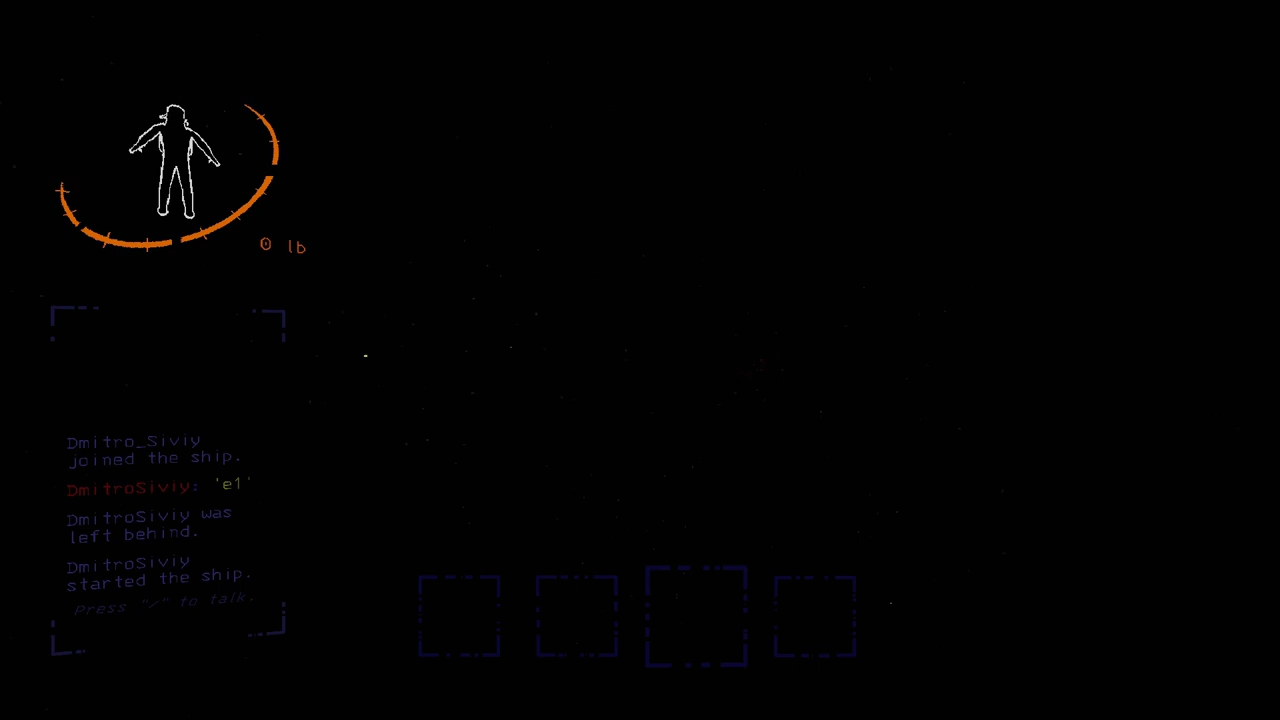 0 lb
Dmitro_Siviy
joined the ship.
DmitroSiviy: 'e1'
DmitroSiviy was
left behind.
DmitroSiviy
started the ship.
Press "/" to talk.